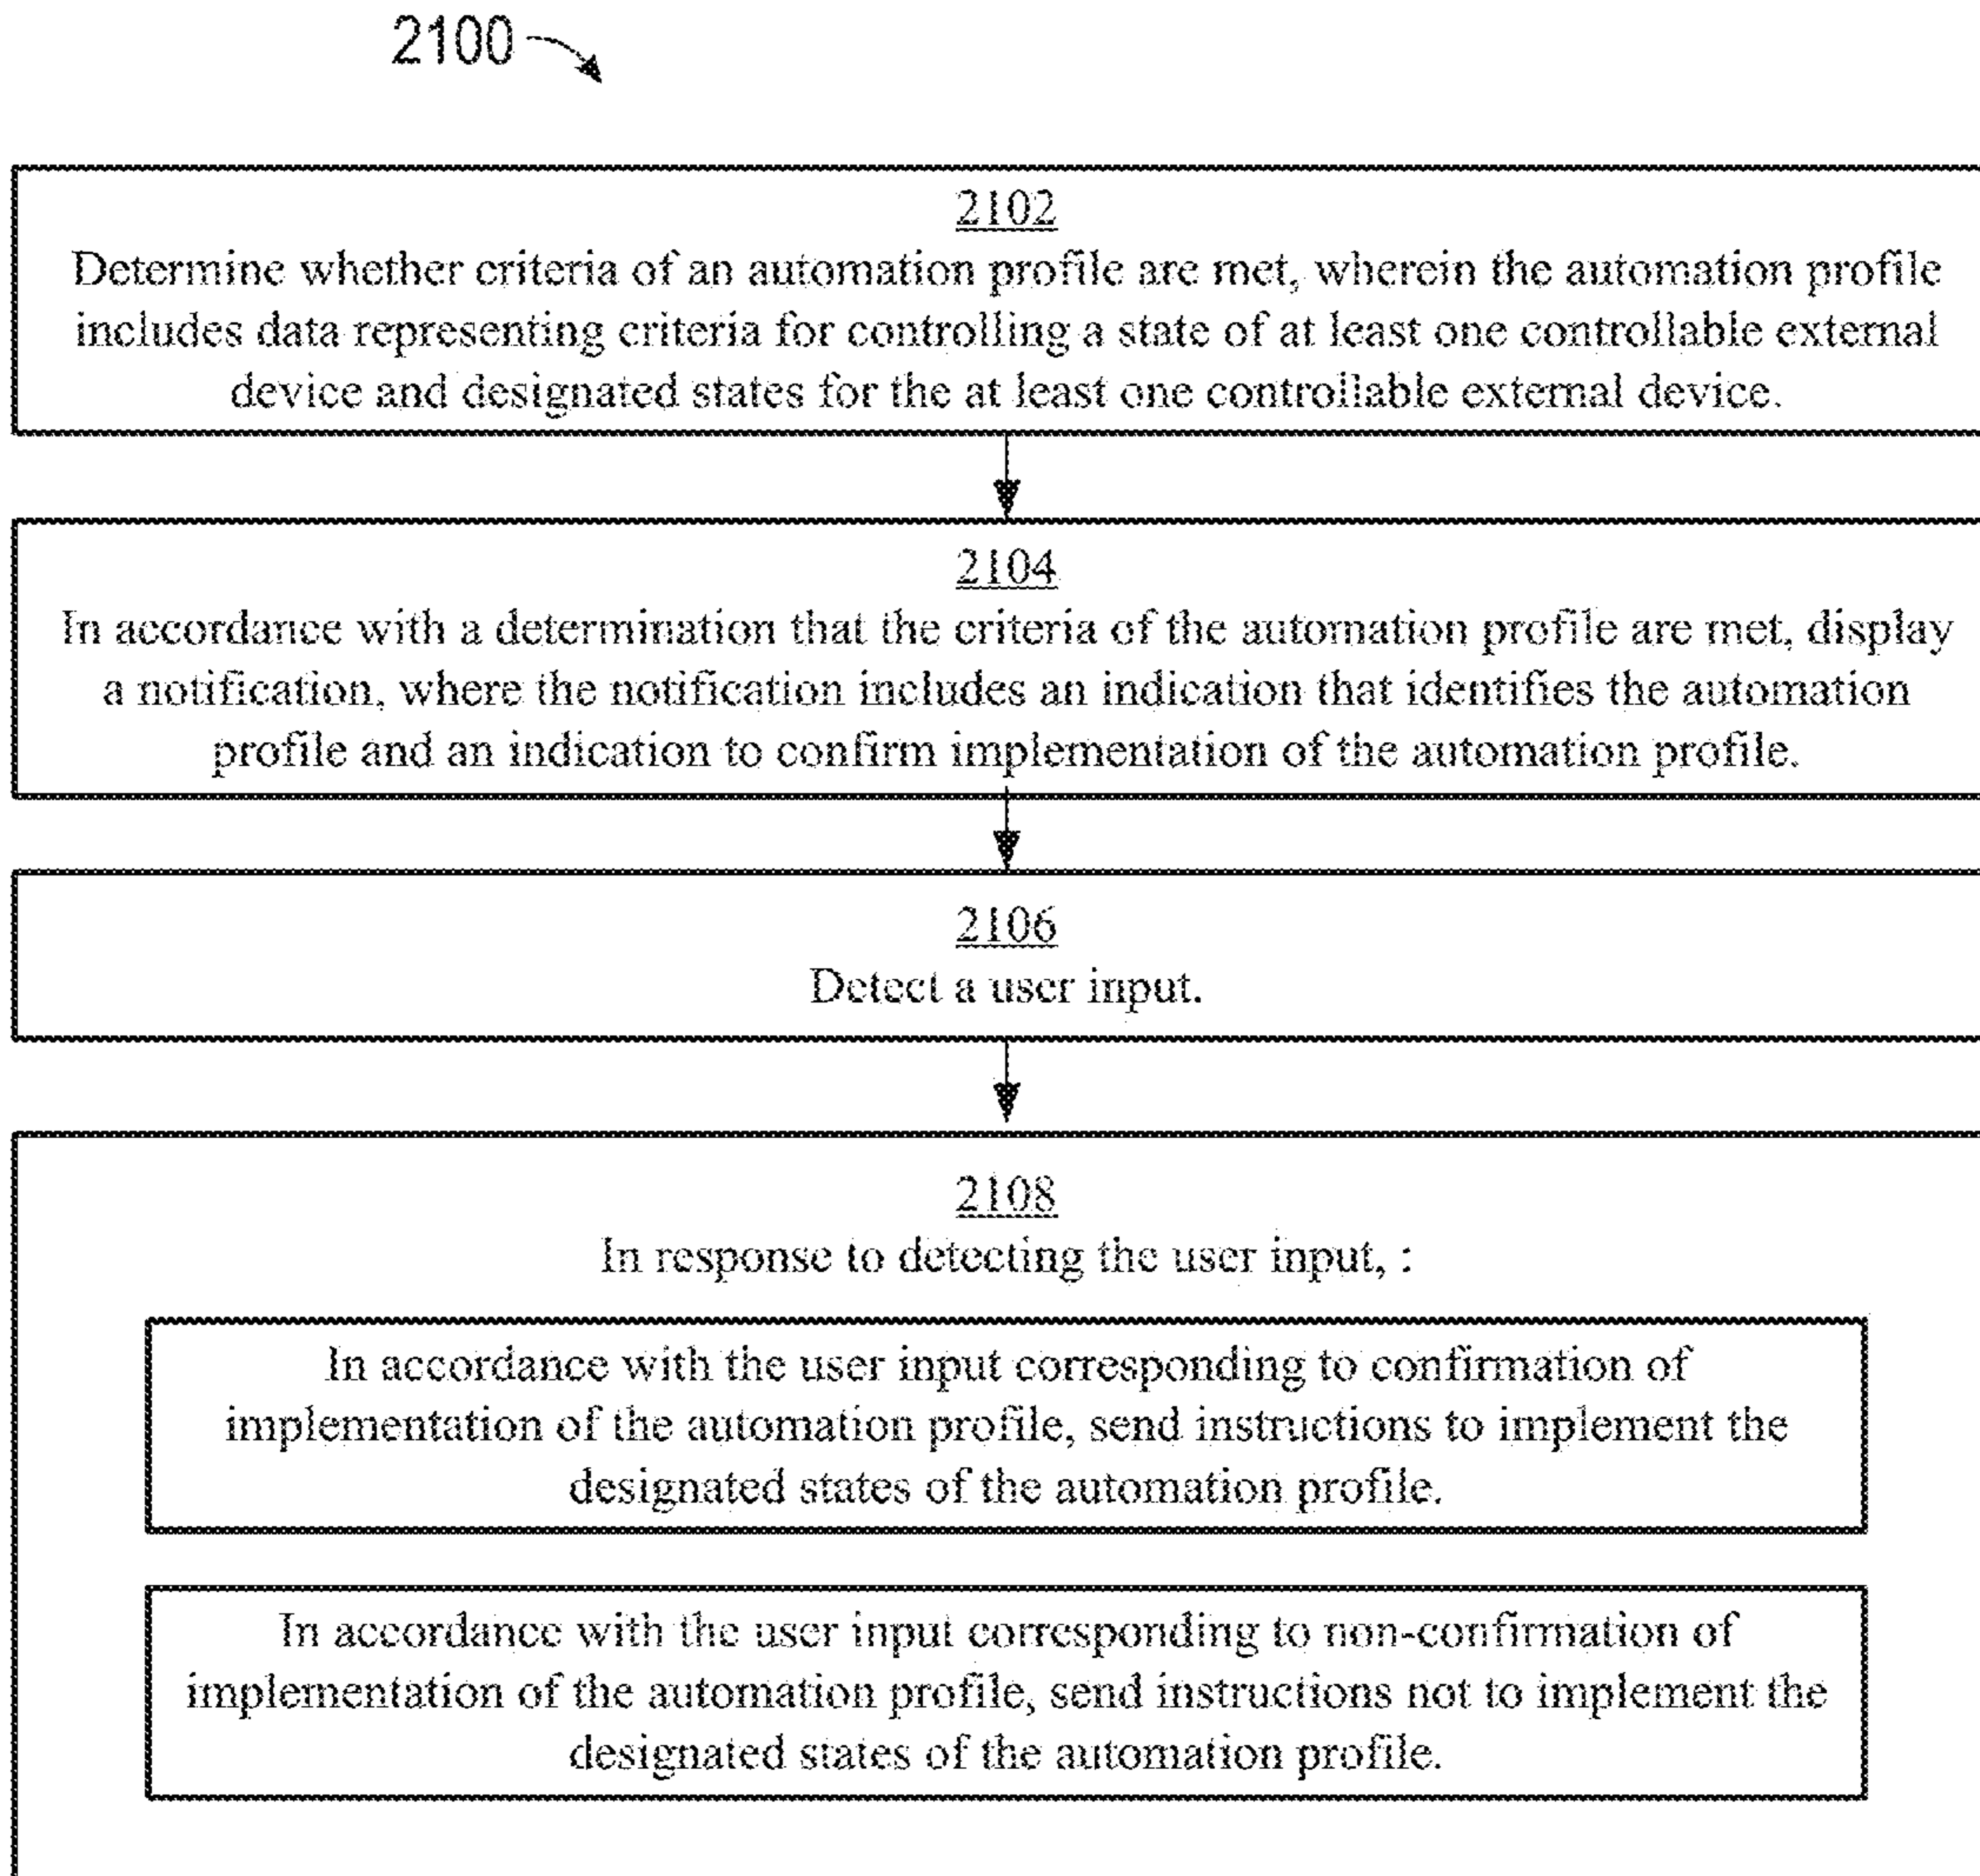 2100
2102
Determine whether criteria of an automation profile are met, wherein the automation profile
includes data representing criteria for controlling a state of at least one controllable external
device and designated states for the at least one controllable external device.
2104
In accordance with a determination that the criteria of the automation profile are met, display
a notification, where the notification includes an indication that identifies the automation
profile and an indication to confirm implementation of the automation profile.
2106
Detect a user input.
2108
In response to detecting the user input, :
In accordance with the user input corresponding to confirmation of
implementation of the automation profile, send instructions to implement the
designated states of the automation profile.
In accordance with the user input corresponding to non-confirmation of
implementation of the automation profile, send instructions not to implement the
designated states of the automation profile.